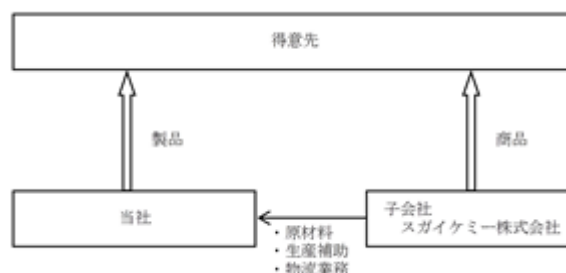 得意先
製品
商品
当社
子会社
スガイケミー株式会社
・原材料
・生産補助
・物流業務